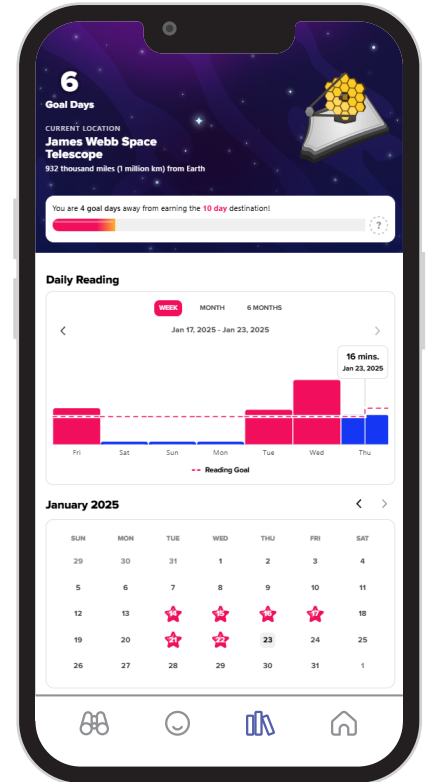 6
Goal Days
CURRENT LOCATION
James Webb Space
Telescope
932 thousand miles (1 million km) from Earth
You are 4 goal days away from earning the 10 day destination!
?
Daily Reading
WEEK MONTH 6 MONTHS
Jan 17, 2025 - Jan 23, 2025
16 mins.
Jan 23, 2025
Fri Sat Sun Mon Tue Wed Thu
Reading Goal
January 2025
SUN MON TUE WED THU FRI SAT
29 30 31 1 2 3 4
5 6 7 8 9 10 11
12 13 14 15 16 17 18
19 20 21 22 23 24 25
26 27 28 29 30 31 1